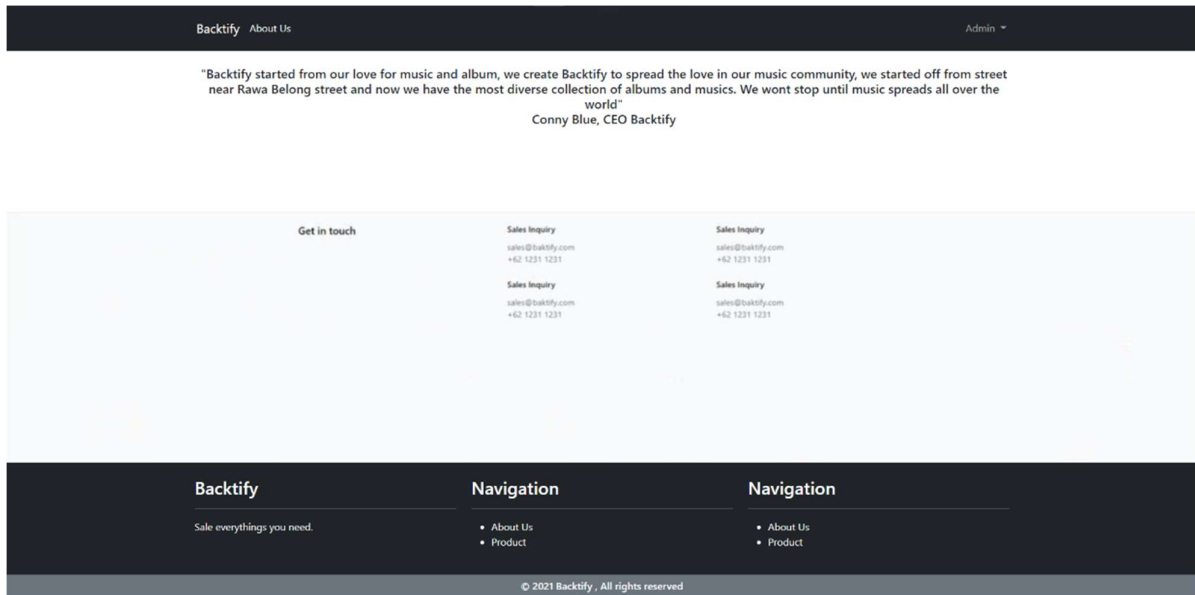 Backtify About Us Admin
"Backtify started from our love for music and album, we create Backtify to spread the love in our music community, we started off from street
near Rawa Belong street and now we have the most diverse collection of albums and musics. We wont stop until music spreads all over the
world"
Conny Blue, CEO Backtify
Get in touch
Sales Inquiry
sales@baktify.com
+62 1231 1231
Sales Inquiry
sales@baktify.com
+62 1231 1231
Sales Inquiry
sales@baktify.com
+62 1231 1231
Sales Inquiry
sales@baktify.com
+62 1231 1231
Backtify
Sale everythings you need.
Navigation
About Us
Product
Navigation
About Us
Product
© 2021 Backtify , All rights reserved